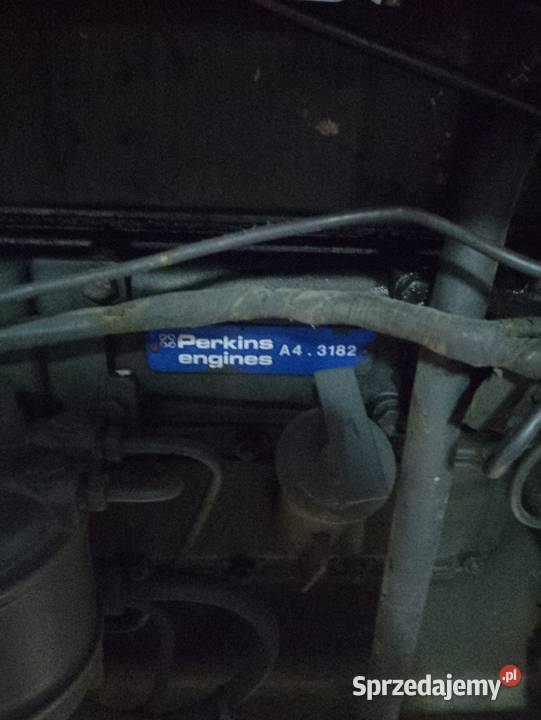 Perkins
engines A4.3182
Sprzedajemy.pl